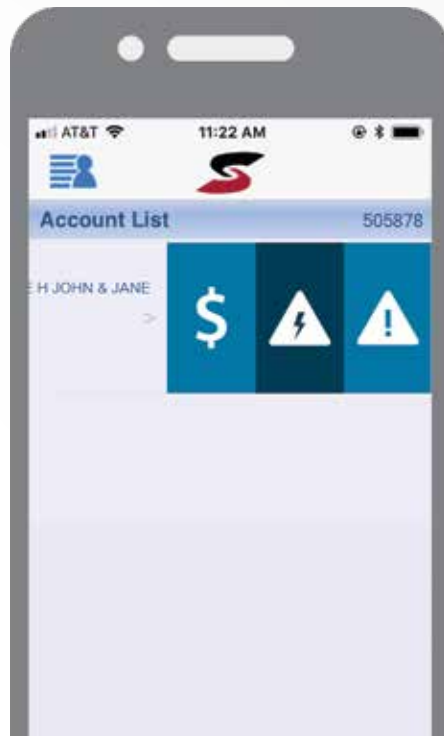 AT&T 11:22 AM
Account List 505878
E H JOHN & JANE
>
$